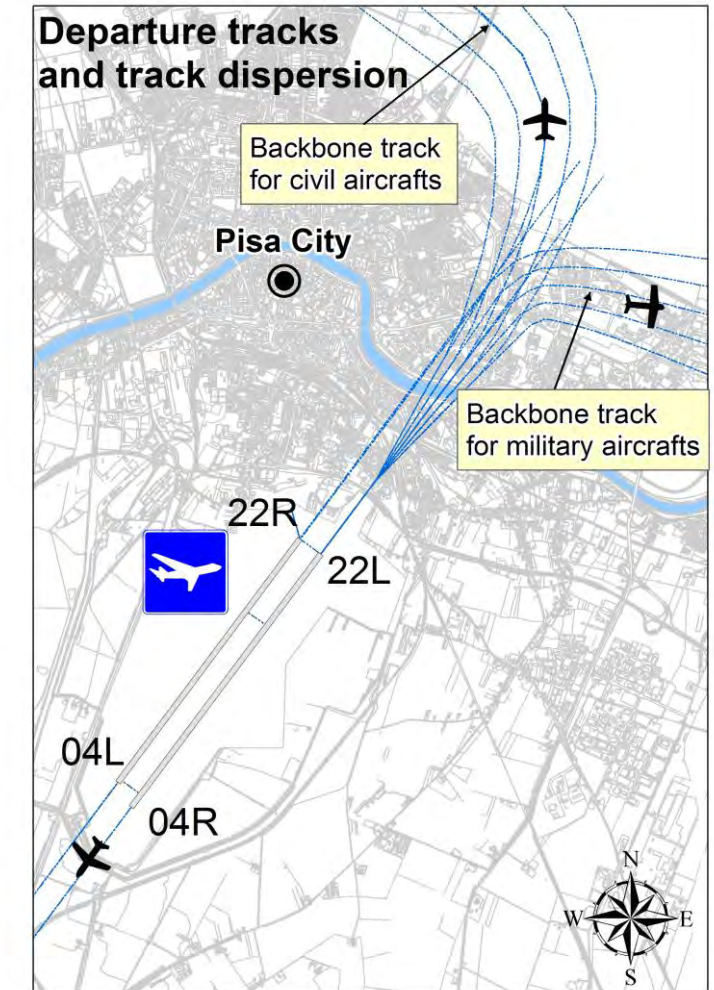 Departure tracks
and track dispersion
Backbone track
for civil aircrafts
Pisa City
Backbone track
for military aircrafts
22R
22L
04L
04R
N
W E
S